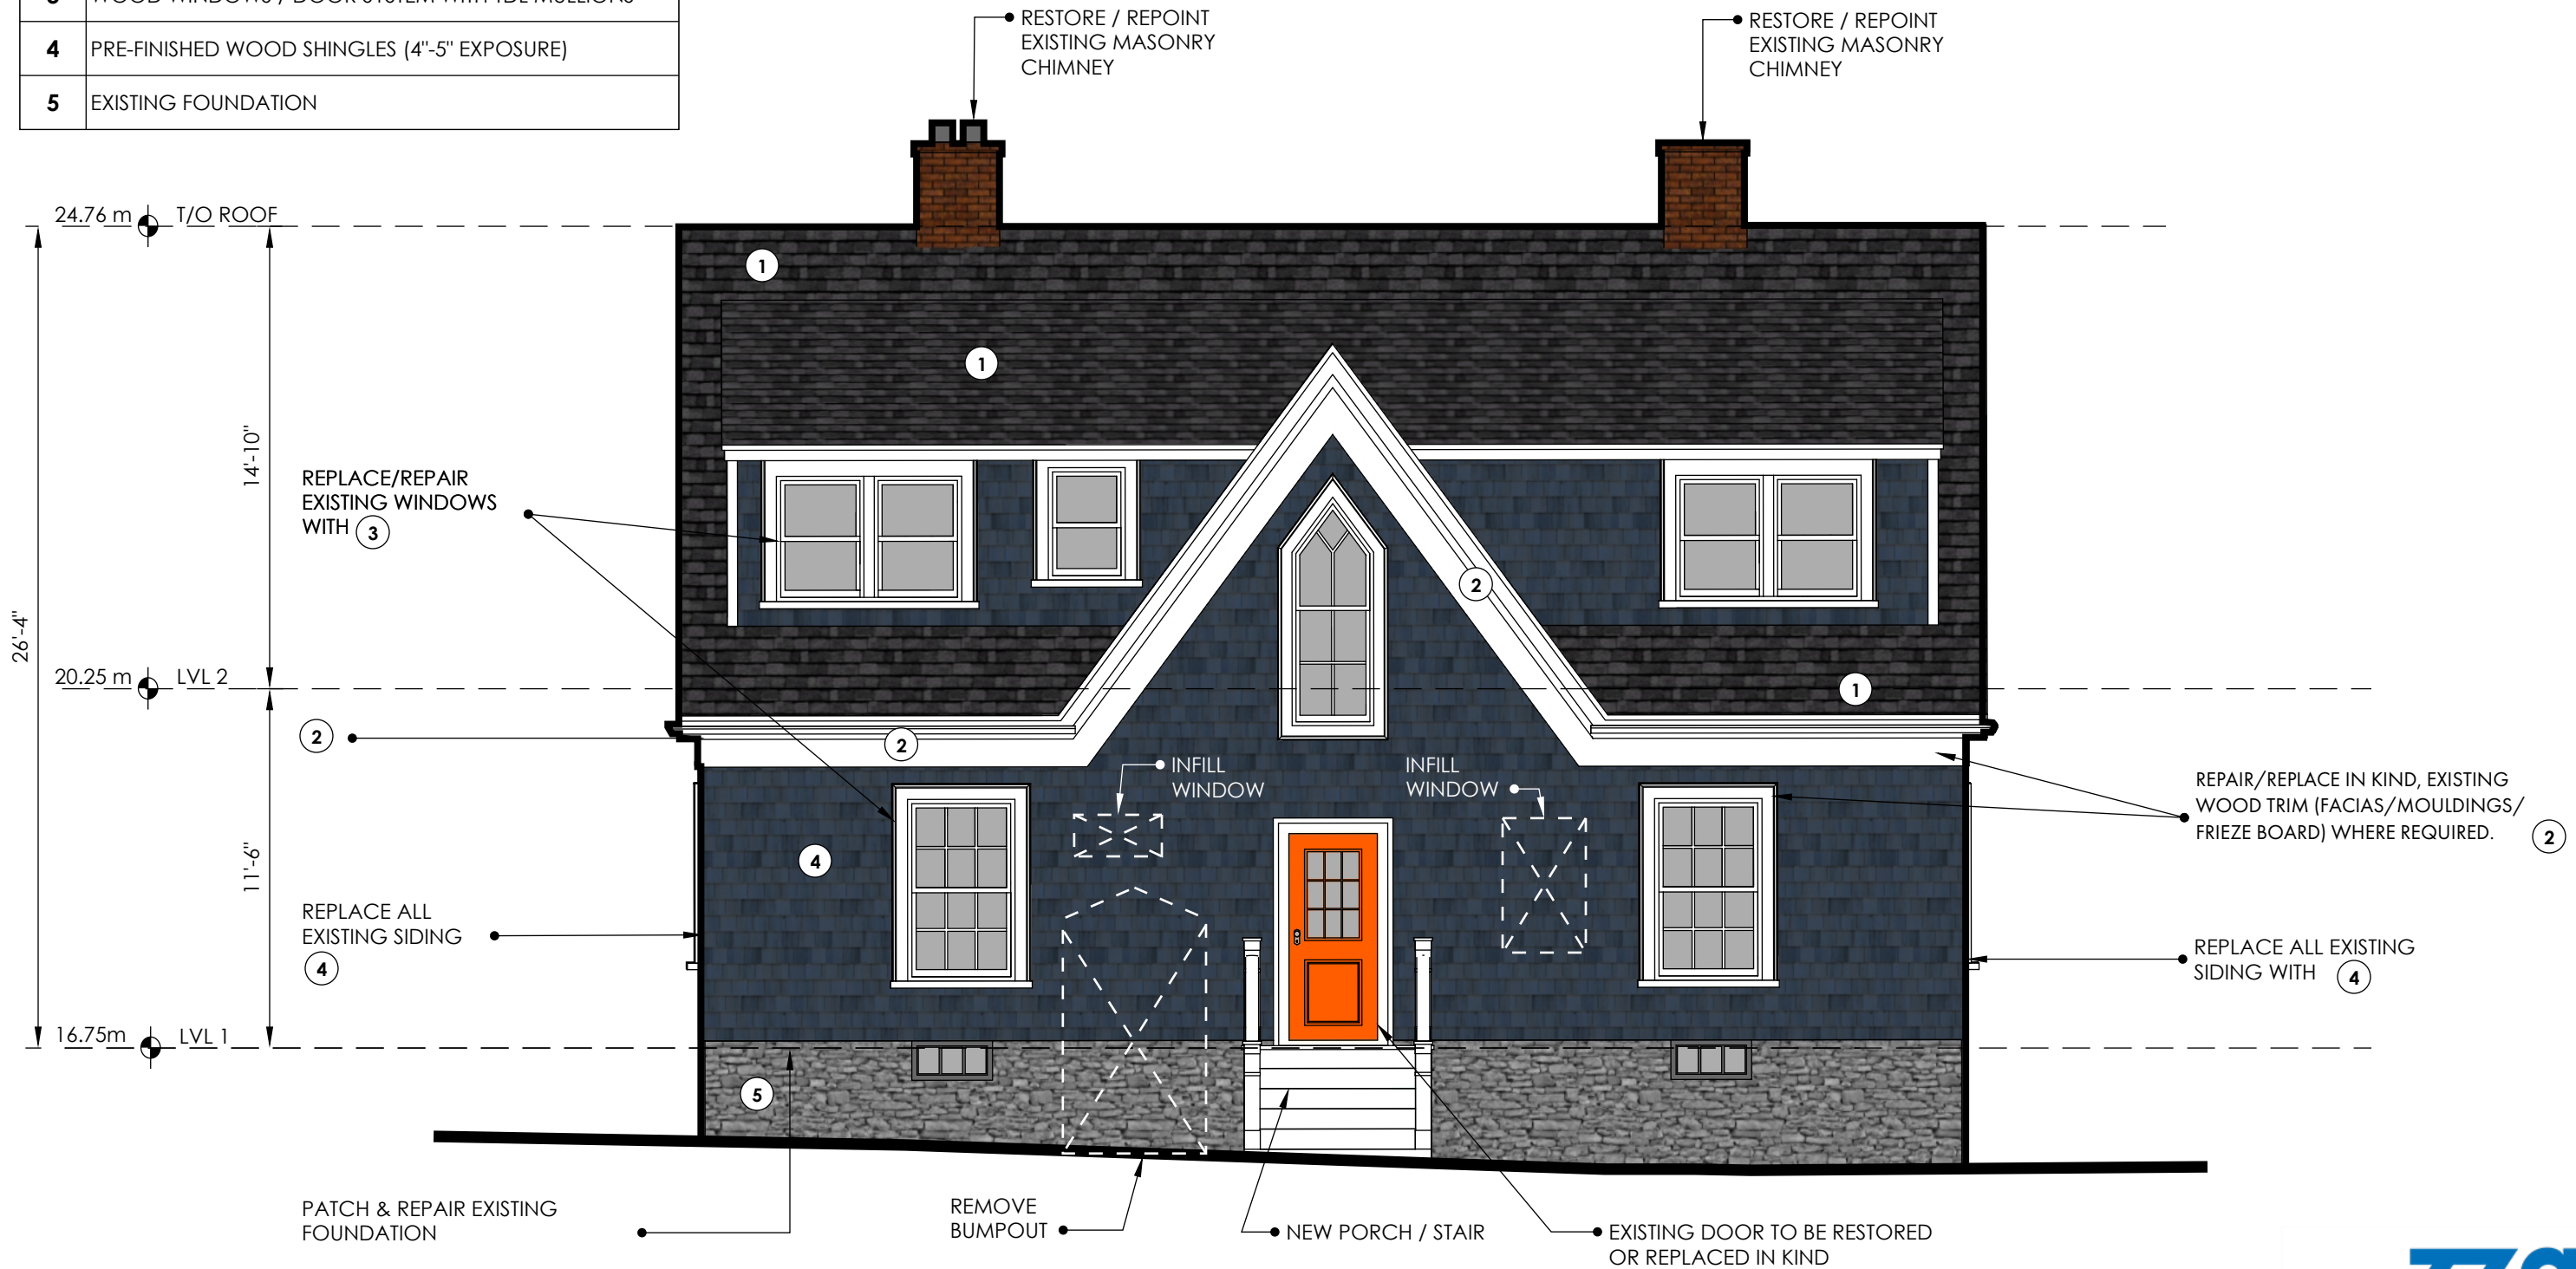 4 PRE-FINISHED WOOD SHINGLES (4"-5" EXPOSURE)
5 EXISTING FOUNDATION
RESTORE / REPOINT
EXISTING MASONRY
CHIMNEY
RESTORE / REPOINT
EXISTING MASONRY
CHIMNEY
24.76 m T/O ROOF
1
1
14'-10"
REPLACE/REPAIR
EXISTING WINDOWS
WITH 3
2
26'-4"
20.25 m LVL 2
1
2
2
INFILL
WINDOW
INFILL
WINDOW
REPAIR/REPLACE IN KIND, EXISTING
WOOD TRIM (FACIAS/MOULDINGS/
FRIEZE BOARD) WHERE REQUIRED. 2
11'-6"
4
REPLACE ALL
EXISTING SIDING
4
REPLACE ALL EXISTING
SIDING WITH 4
16.75m LVL 1
5
PATCH & REPAIR EXISTING
FOUNDATION
REMOVE
BUMPOUT
NEW PORCH / STAIR
EXISTING DOOR TO BE RESTORED
OR REPLACED IN KIND